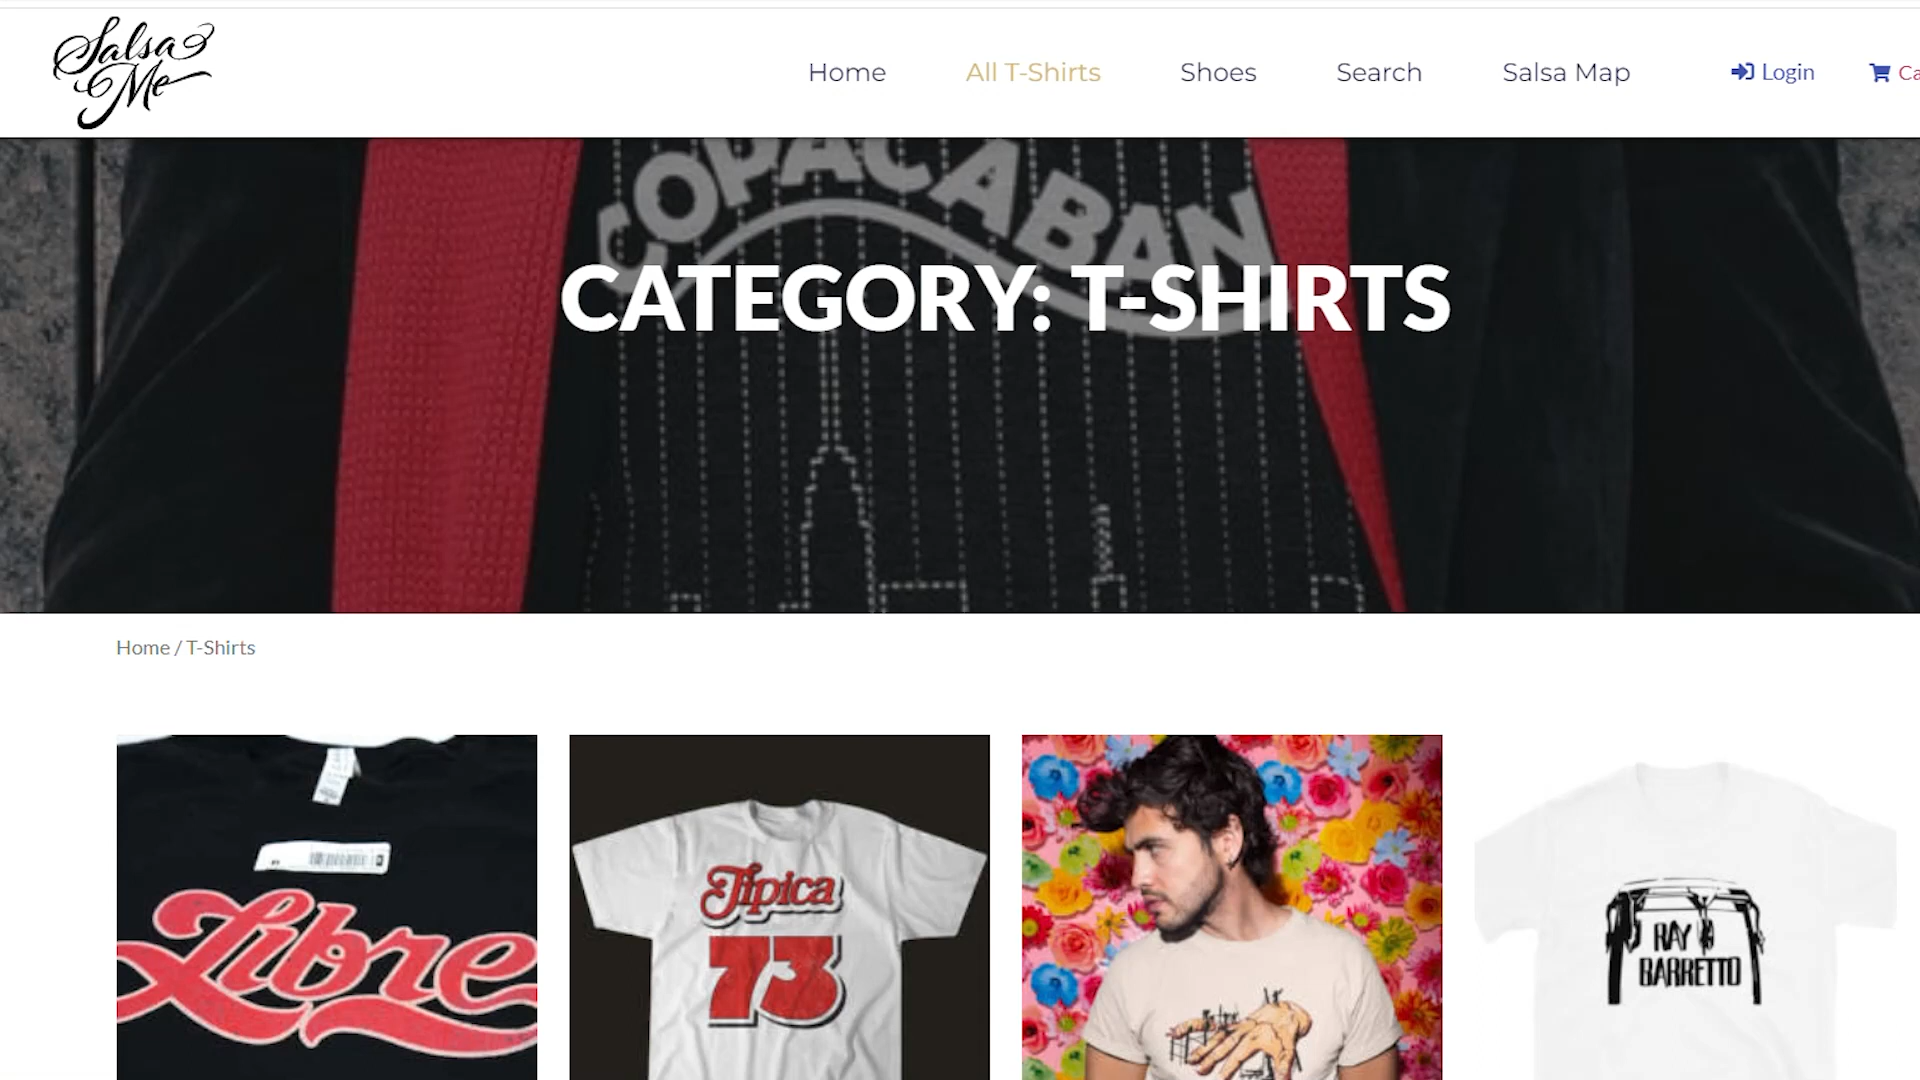 Salsa
Me
Home
All T-Shirts
Shoes
Search
Salsa Map
Login
COPACABAN
CATEGORY: T-SHIRTS
Home / T-Shirts
Libre
Típica
73
RAY
BARRETTO